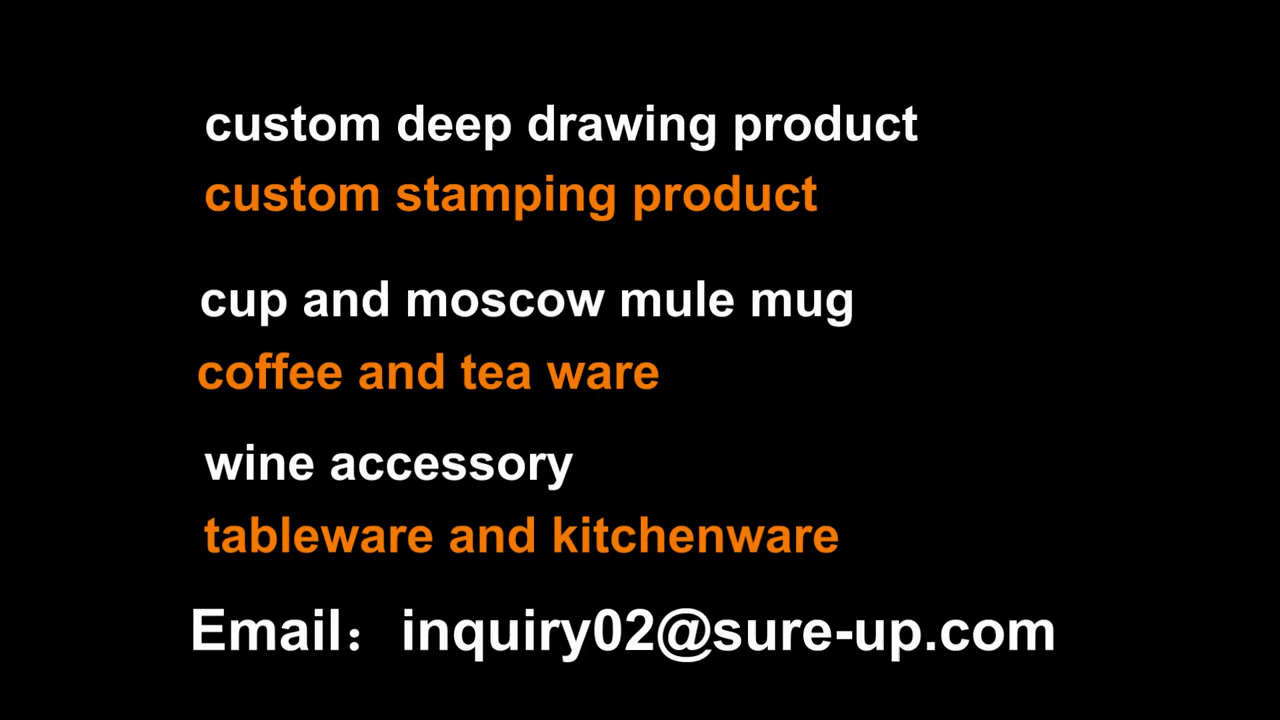 custom deep drawing product
custom stamping product
cup and moscow mule mug
coffee and tea ware
wine accessory
tableware and kitchenware
Email：inquiry02@sure-up.com